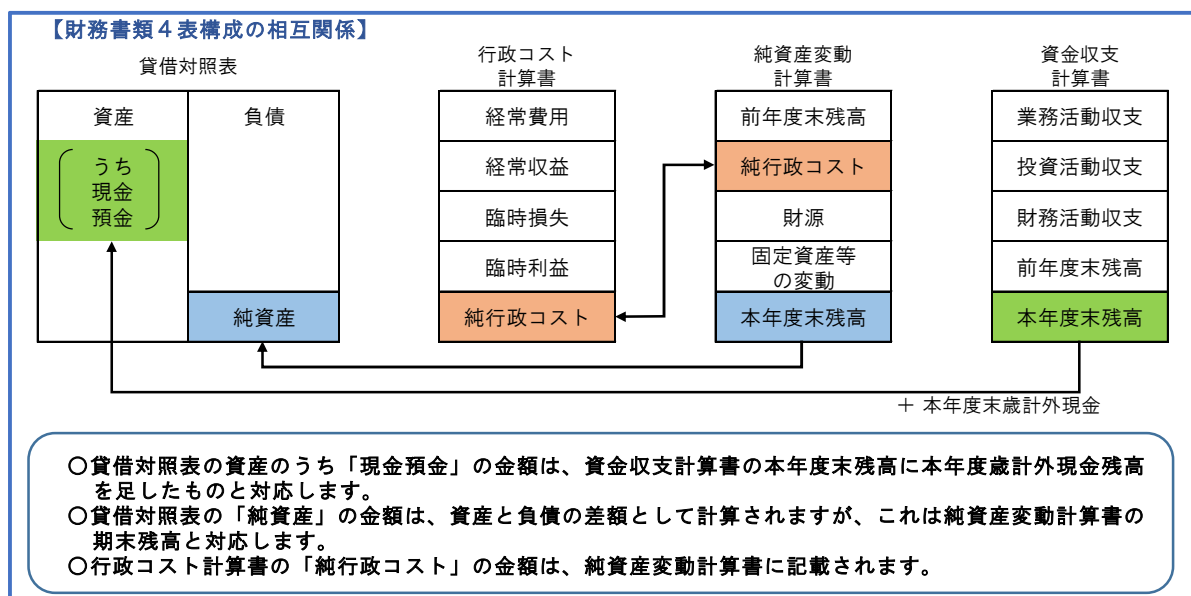 【財務書類４表構成の相互関係】
貸借対照表
資産
負債
うち
現金
預金
純資産
行政コスト
計算書
経常費用
経常収益
臨時損失
臨時利益
純行政コスト
純資産変動
計算書
前年度末残高
純行政コスト
財源
固定資産等
の変動
本年度末残高
資金収支
計算書
業務活動収支
投資活動収支
財務活動収支
前年度末残高
本年度末残高
＋ 本年度末歳計外現金
〇貸借対照表の資産のうち「現金預金」の金額は、資金収支計算書の本年度末残高に本年度歳計外現金残高
を足したものと対応します。
〇貸借対照表の「純資産」の金額は、資産と負債の差額として計算されますが、これは純資産変動計算書の
期末残高と対応します。
〇行政コスト計算書の「純行政コスト」の金額は、純資産変動計算書に記載されます。